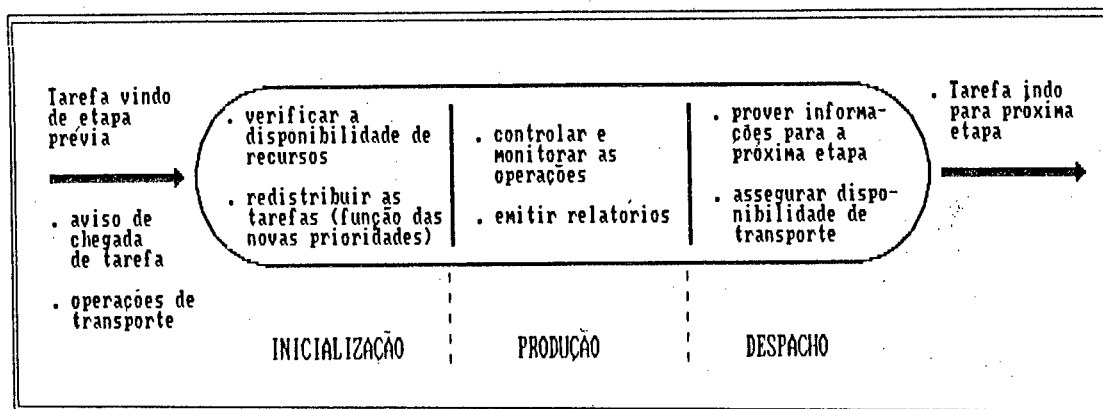 Tarefa vindo
de etapa
prévia
. aviso de
chegada
de tarefa
. operações de
transporte
. verificar a
disponibilidade de
recursos
. redistribuir as
tarefas (função das
novas prioridades)
. controlar e
monitorar as
operações
. emitir relatórios
. prover informa-
ções para a
próxima etapa
. assegurar dispo-
nibilidade de
transporte
. Tarefa indo
para próxima
etapa
INICIALIZAÇÃO
PRODUÇÃO
DESPACHO